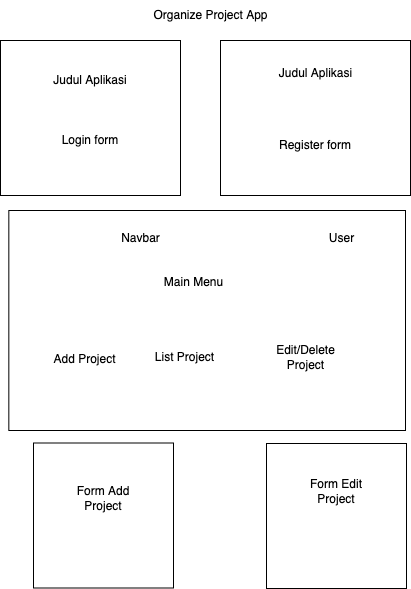 Organize Project App
Judul Aplikasi
Login form
Judul Aplikasi
Register form
Navbar
User
Main Menu
Add Project
List Project
Edit/Delete
Project
Form Add
Project
Form Edit
Project